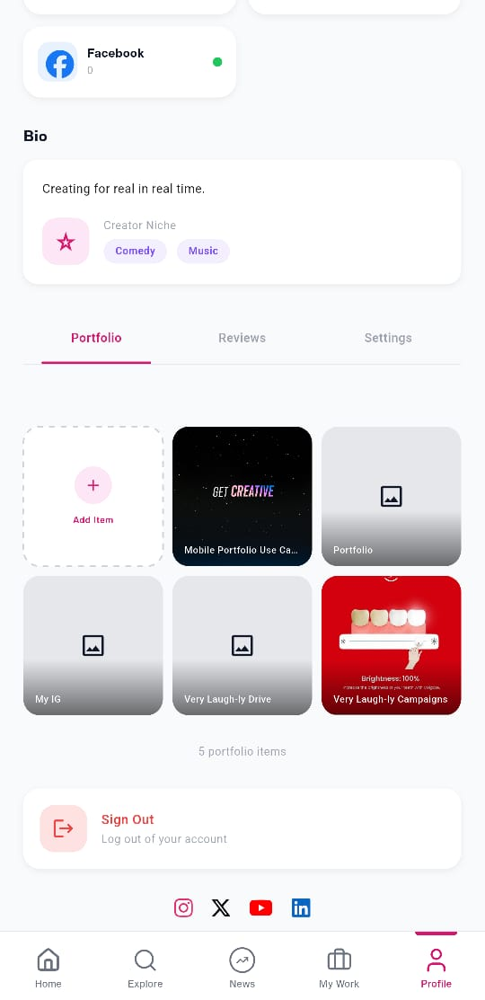 Facebook
0
Bio
Creating for real in real time.
Creator Niche
Comedy Music
Portfolio Reviews Settings
+
Add Item
GET CREATIVE
Mobile Portfolio Use Ca...
Portfolio
My IG
Very Laugh-ly Drive
Brightness: 100%
Very Laugh-ly Campaigns
5 portfolio items
Sign Out
Log out of your account
Home Explore News My Work Profile